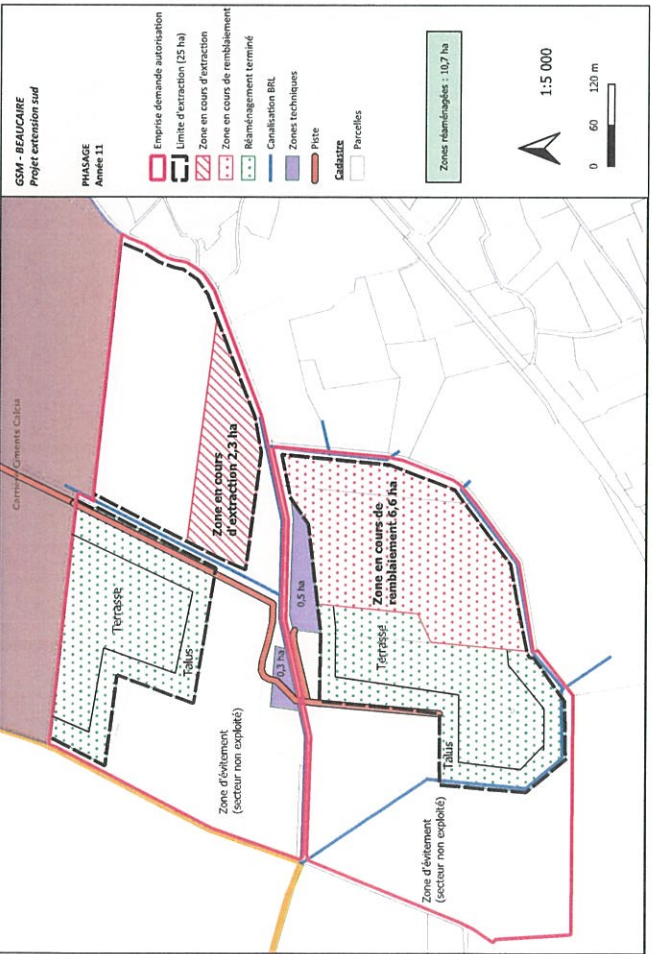 GSM - BEAUCAIRE
Projet extension sud
PHASAGE
Année 11
Emprise demande autorisation
Limite d'extraction (25 ha)
Zone en cours d'extraction
Zone en cours de remblaiement
Réaménagement terminé
Canalisation BRL
Zones techniques
Piste
Cadastre
Parcelles
Zones réaménagées : 10,7 ha
1:5 000
0 60 120 m
Ciments Calcia
Terrasse
Talus
Zone en cours
d'extraction 2,3 ha
0,5 ha
0,3 ha
Zone d'évitement
(secteur non exploité)
Zone en cours de
remblaiement 6,6 ha
Terrasse
Talus
Zone d'évitement
(secteur non exploité)